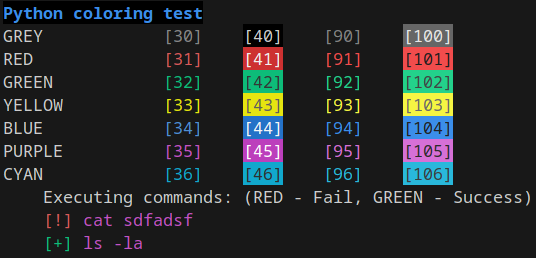 Python coloring test
GREY [30] [40] [90] [100]
RED [31] [41] [91] [101]
GREEN [32] [42] [92] [102]
YELLOW [33] [43] [93] [103]
BLUE [34] [44] [94] [104]
PURPLE [35] [45] [95] [105]
CYAN [36] [46] [96] [106]
Executing commands: (RED - Fail, GREEN - Success)
[!] cat sdfadsf
[+] ls -la